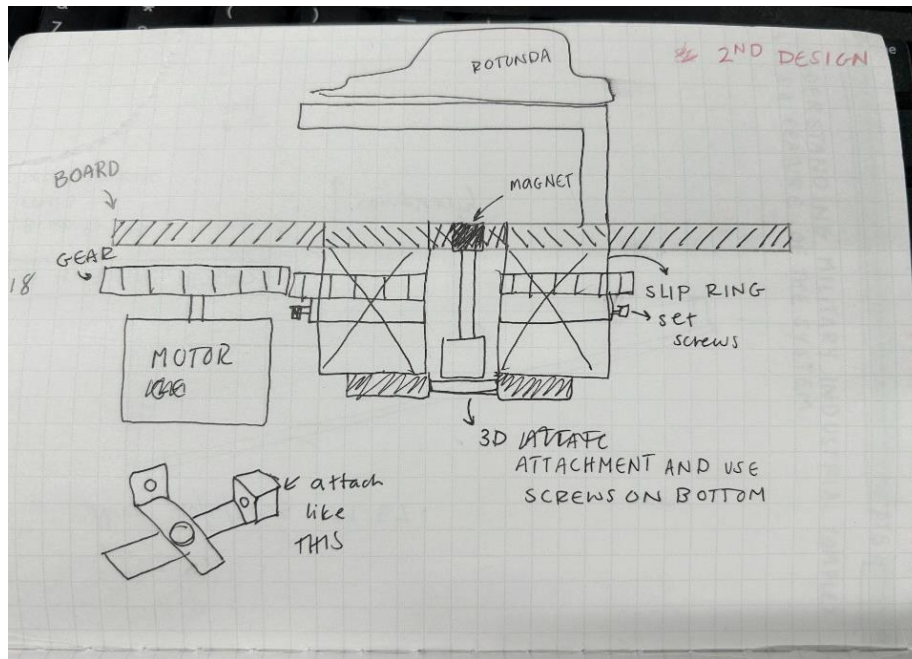 2ND DESIGN
ROTUNDA
MAGNET
BOARD
GEAR
18
SLIP RING
set
screws
MOTOR
3D
ATTACHMENT AND USE
SCREWS ON BOTTOM
attach
like
THIS